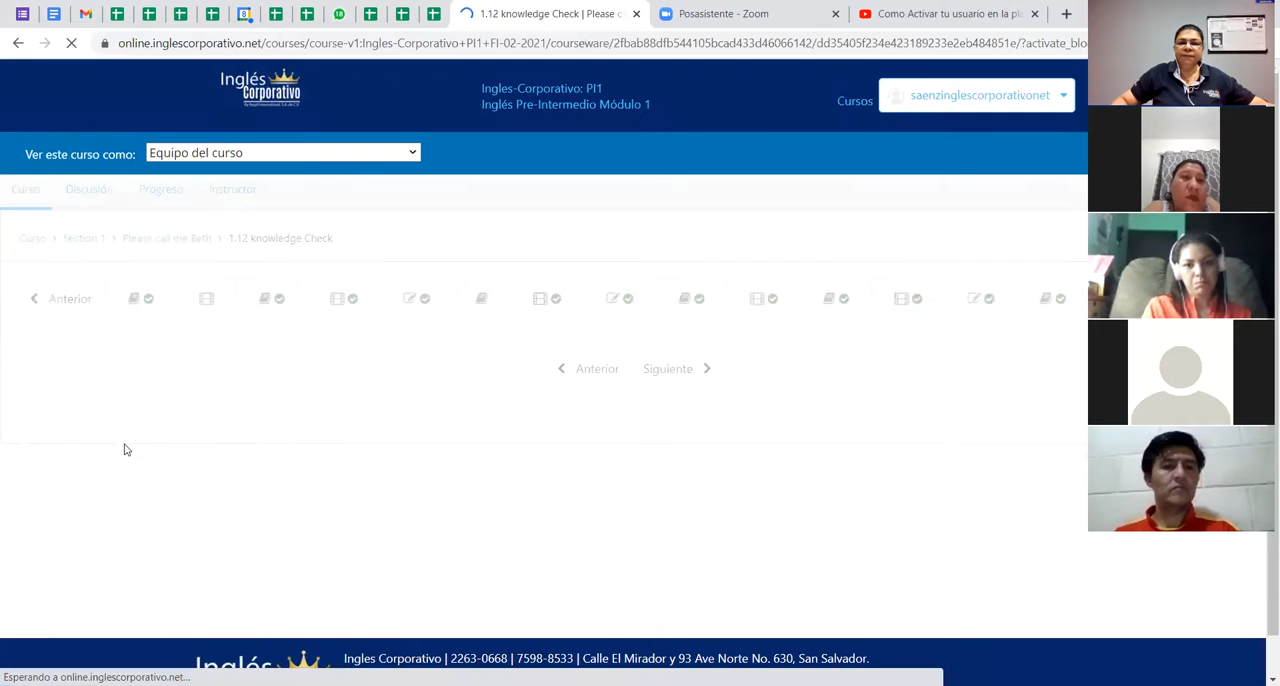 1.12 knowledge Check | Please c
Posasistente - Zoom
Como Activar tu usuario en la pla
online.inglescorporativo.net/courses/course-v1:Ingles-Corporativo+PI1+FI-02-2021/courseware/2fbab88dfb544105bcad433d46066142/dd35405f234e423189233e2eb484851e/?activate_blo
Inglés
Corporativo
Ingles-Corporativo: PI1
Inglés Pre-Intermedio Módulo 1
Cursos
saenzinglescorporativonet
Ver este curso como:
Equipo del curso
Curso
Discusión
Progreso
Instructor
Curso > Section 1 > Please call me Beth > 1.12 knowledge Check
Anterior
Anterior Siguiente
Inglés
Ingles Corporativo | 2263-0668 | 7598-8533 | Calle El Mirador y 93 Ave Norte No. 630, San Salvador.
Esperando a online.inglescorporativo.net...